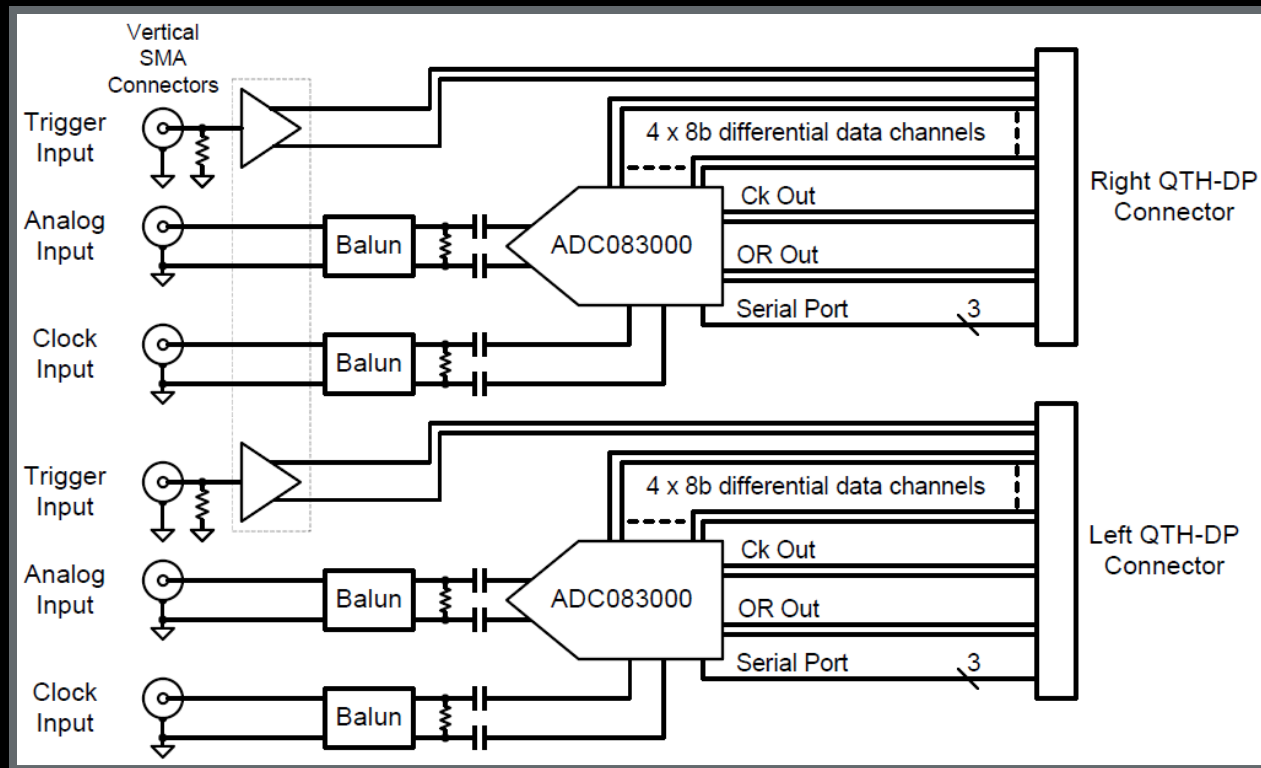 Vertical
SMA
Connectors
Trigger
Input
4 x 8b differential data channels
Right QTH-DP
Connector
Analog
Input
Balun
ADC083000
Ck Out
OR Out
Serial Port
3
Clock
Input
Balun
Trigger
Input
4 x 8b differential data channels
Left QTH-DP
Connector
Analog
Input
Balun
ADC083000
Ck Out
OR Out
Serial Port
3
Clock
Input
Balun